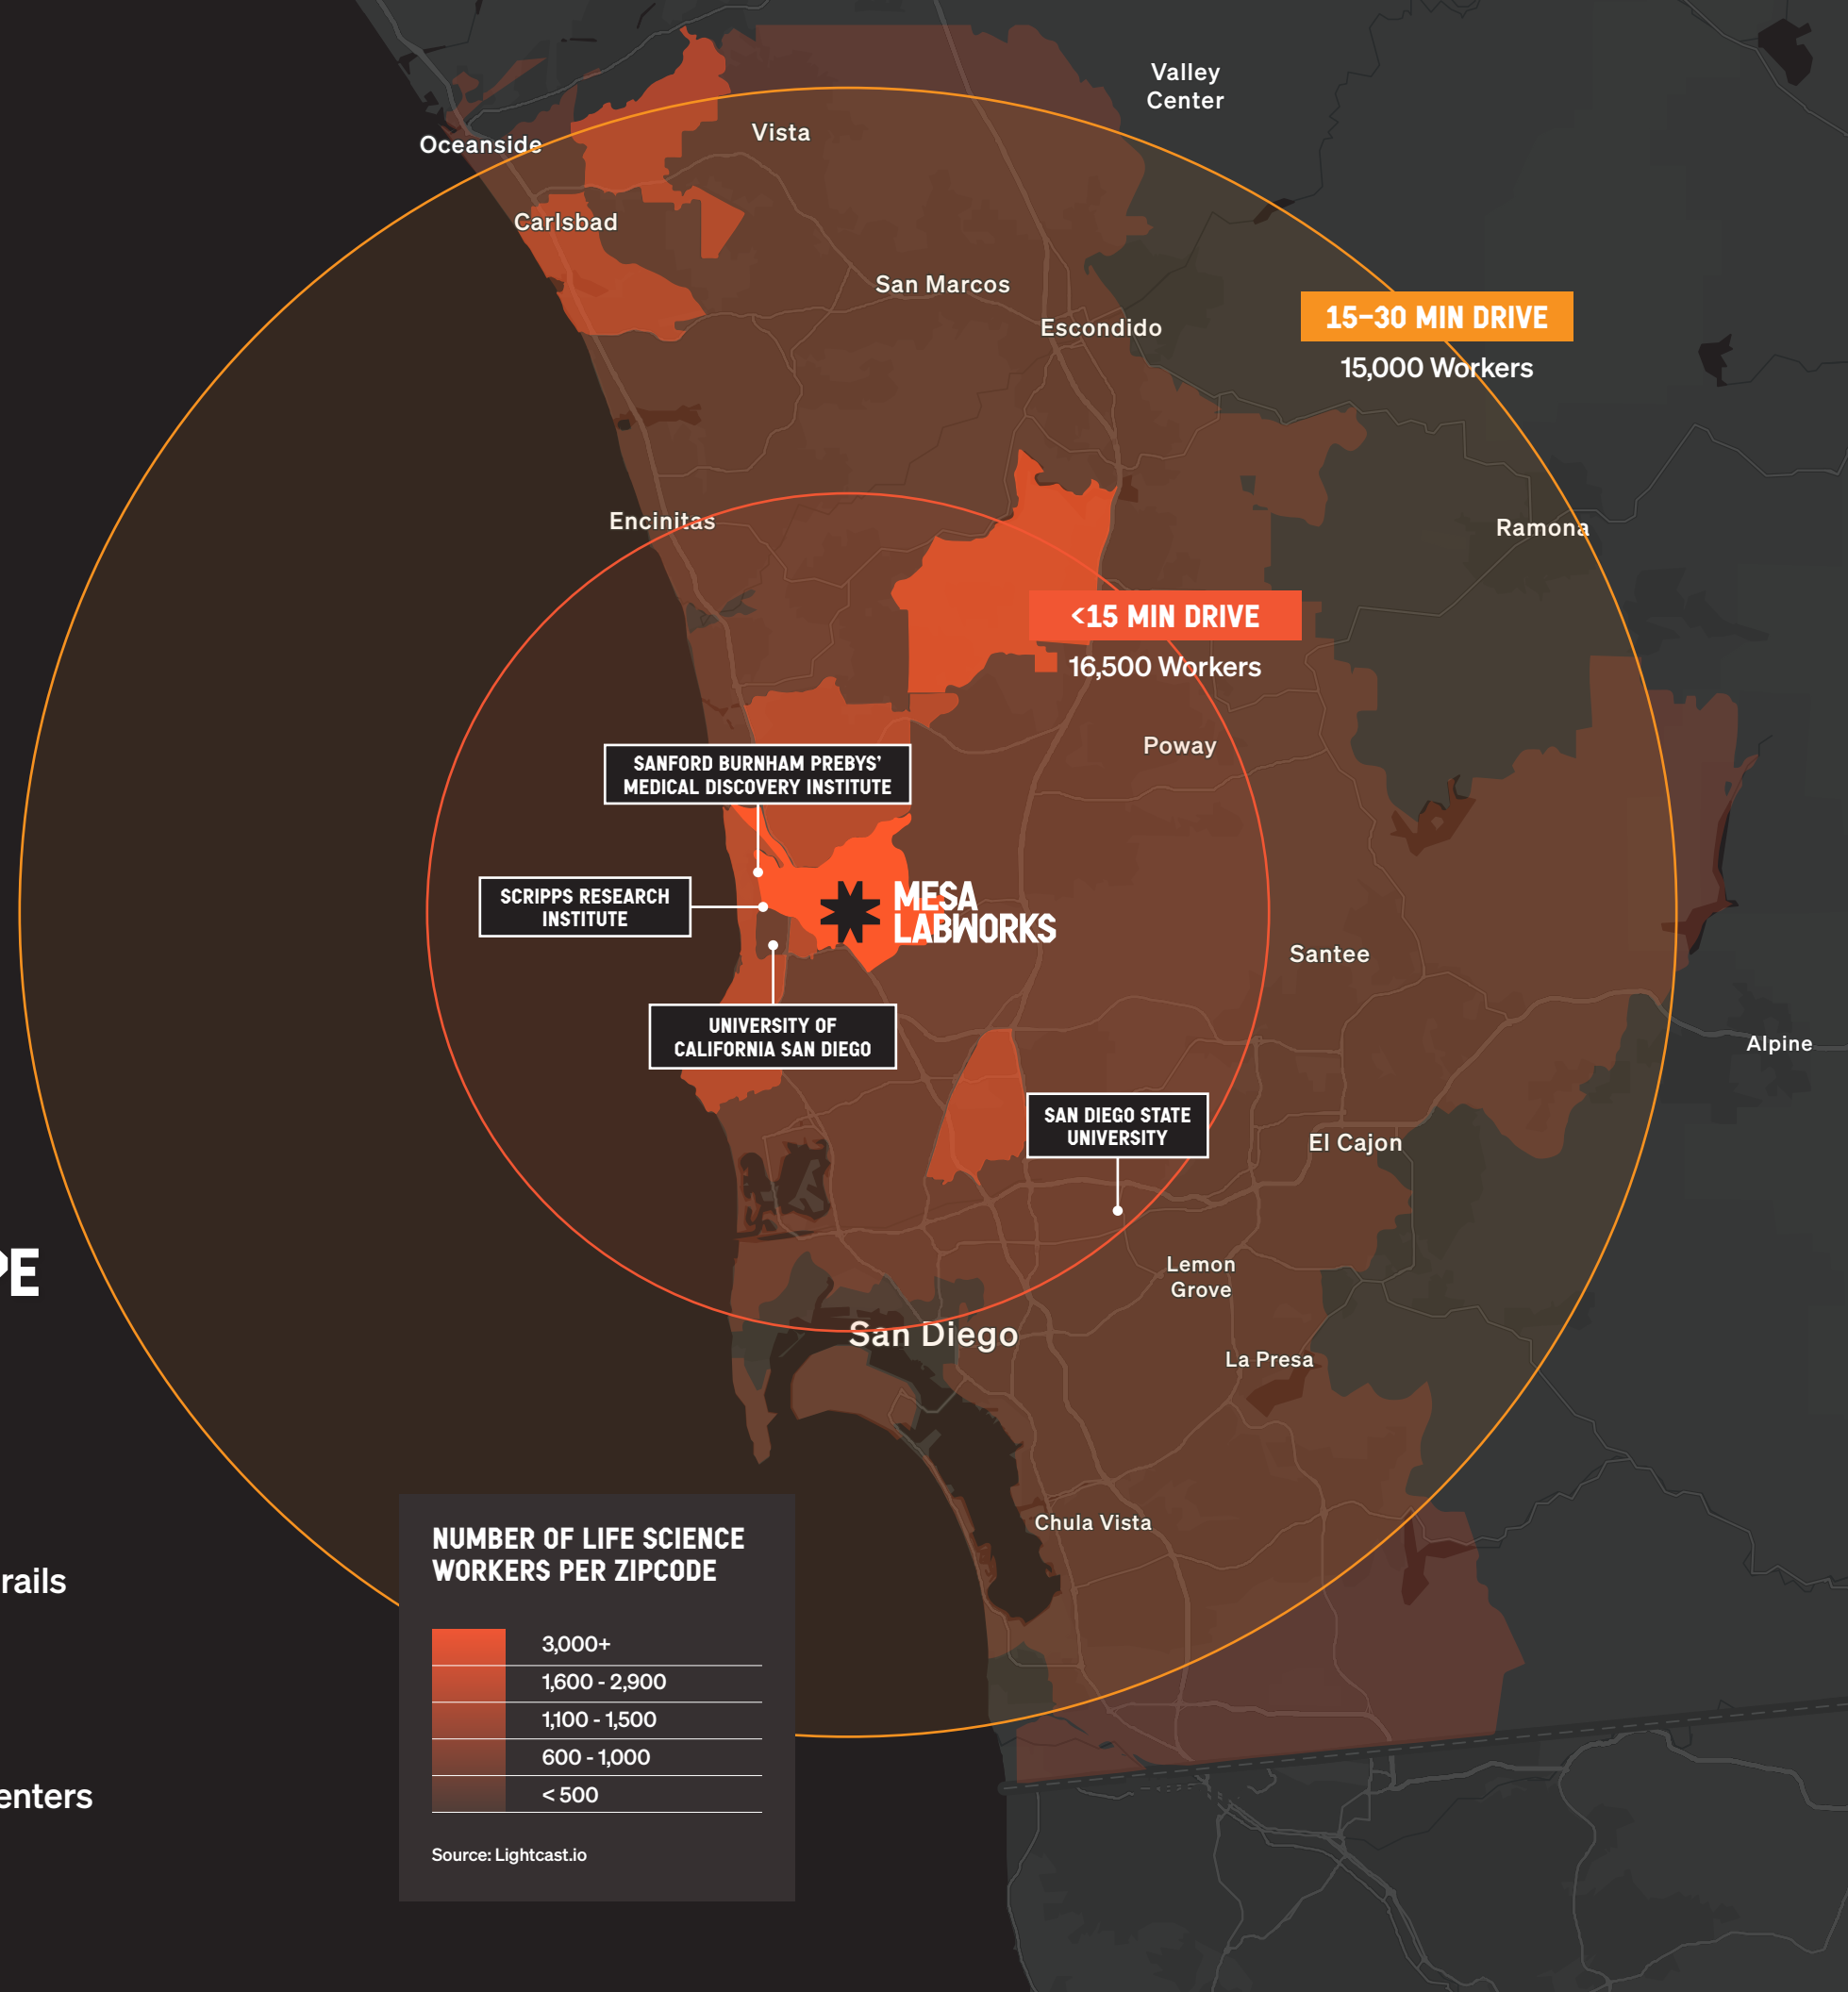 Valley
Center
Vista
Oceanside
Carlsbad
San Marcos
Escondido
15-30 MIN DRIVE
15,000 Workers
Encinitas
Ramona
<15 MIN DRIVE
16,500 Workers
Poway
SANFORD BURNHAM PREBYS'
MEDICAL DISCOVERY INSTITUTE
SCRIPPS RESEARCH
INSTITUTE
MESA
LABWORKS
Santee
UNIVERSITY OF
CALIFORNIA SAN DIEGO
Alpine
SAN DIEGO STATE
UNIVERSITY
El Cajon
PE
Lemon
Grove
San Diego
La Presa
Chula Vista
rails
enters
NUMBER OF LIFE SCIENCE
WORKERS PER ZIPCODE
3,000+
1,600 - 2,900
1,100 - 1,500
600 - 1,000
< 500
Source: Lightcast.io